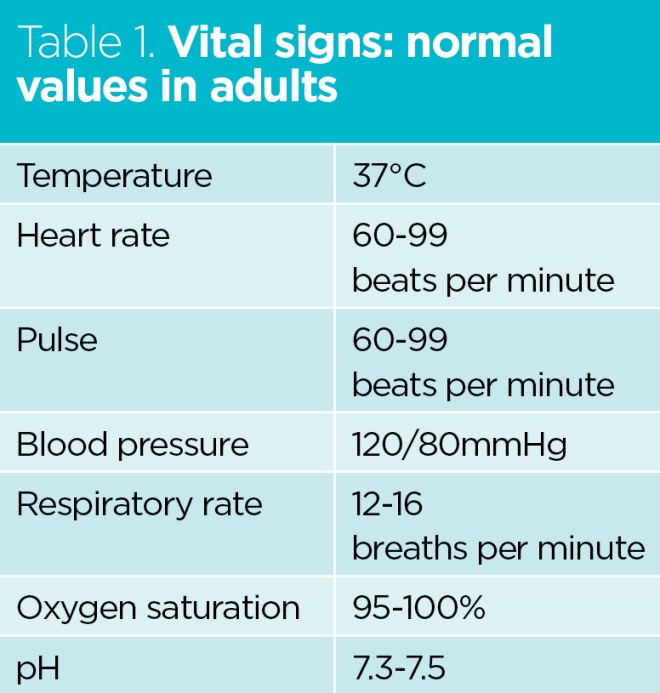 Table 1. Vital signs: normal
values in adults
Temperature 37°C
Heart rate 60-99
beats per minute
Pulse 60-99
beats per minute
Blood pressure 120/80mmHg
Respiratory rate 12-16
breaths per minute
Oxygen saturation 95-100%
pH 7.3-7.5